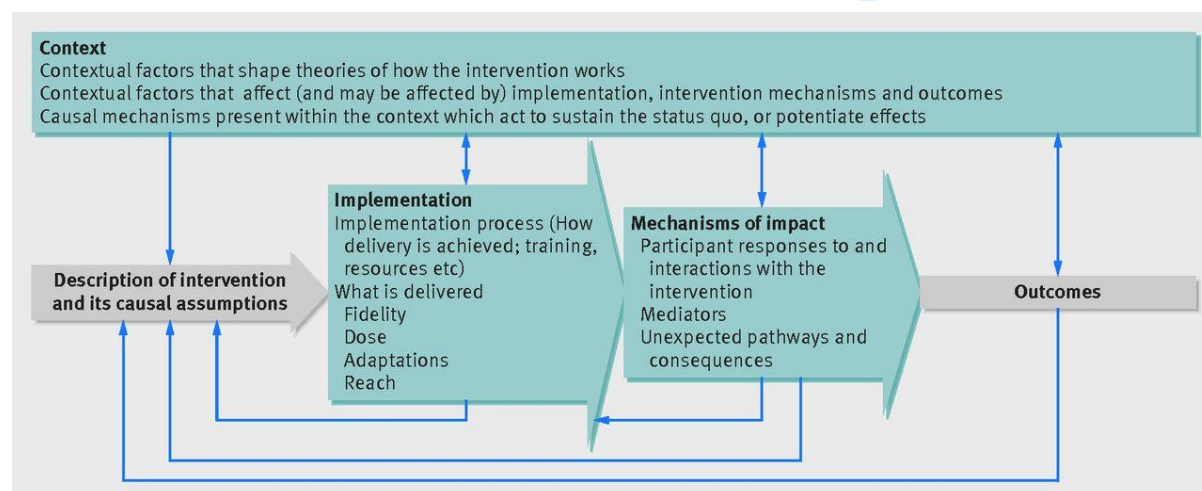 Context
Contextual factors that shape theories of how the intervention works
Contextual factors that affect (and may be affected by) implementation, intervention mechanisms and outcomes
Causal mechanisms present within the context which act to sustain the status quo, or potentiate effects
Description of intervention
and its causal assumptions
Implementation
Implementation process (How
delivery is achieved; training,
resources etc)
What is delivered
Fidelity
Dose
Adaptations
Reach
Mechanisms of impact
Participant responses to and
interactions with the
intervention
Mediators
Unexpected pathways and
consequences
Outcomes